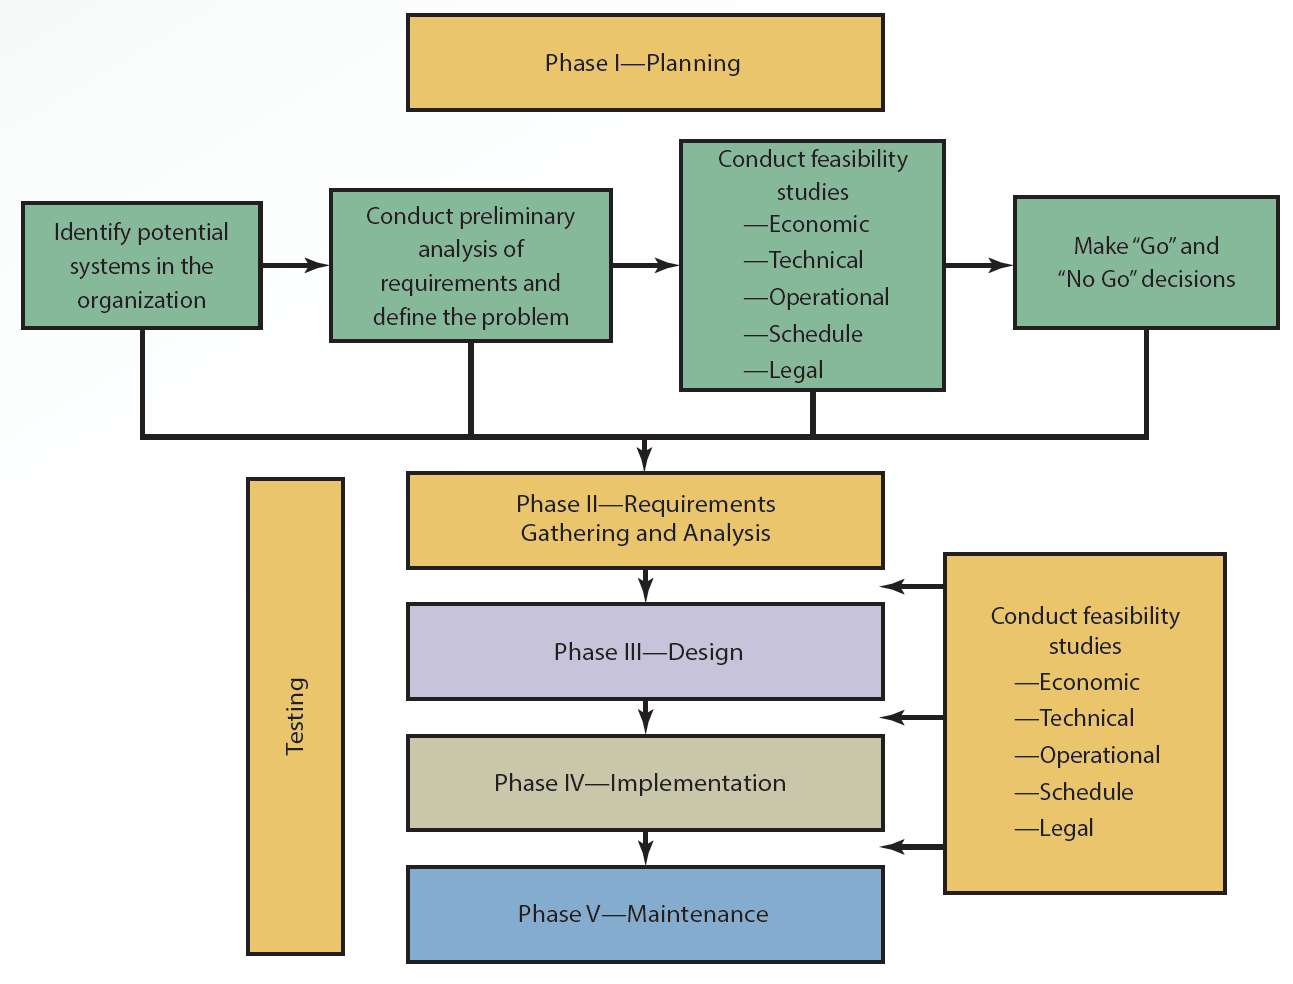 Phase I—Planning
Identify potential
systems in the
organization
Conduct preliminary
analysis of
requirements and
define the problem
Conduct feasibility
studies
—Economic
—Technical
—Operational
—Schedule
—Legal
Make “Go” and
“No Go” decisions
Testing
Phase II—Requirements
Gathering and Analysis
Phase III—Design
Phase IV—Implementation
Phase V—Maintenance
Conduct feasibility
studies
—Economic
—Technical
—Operational
—Schedule
—Legal